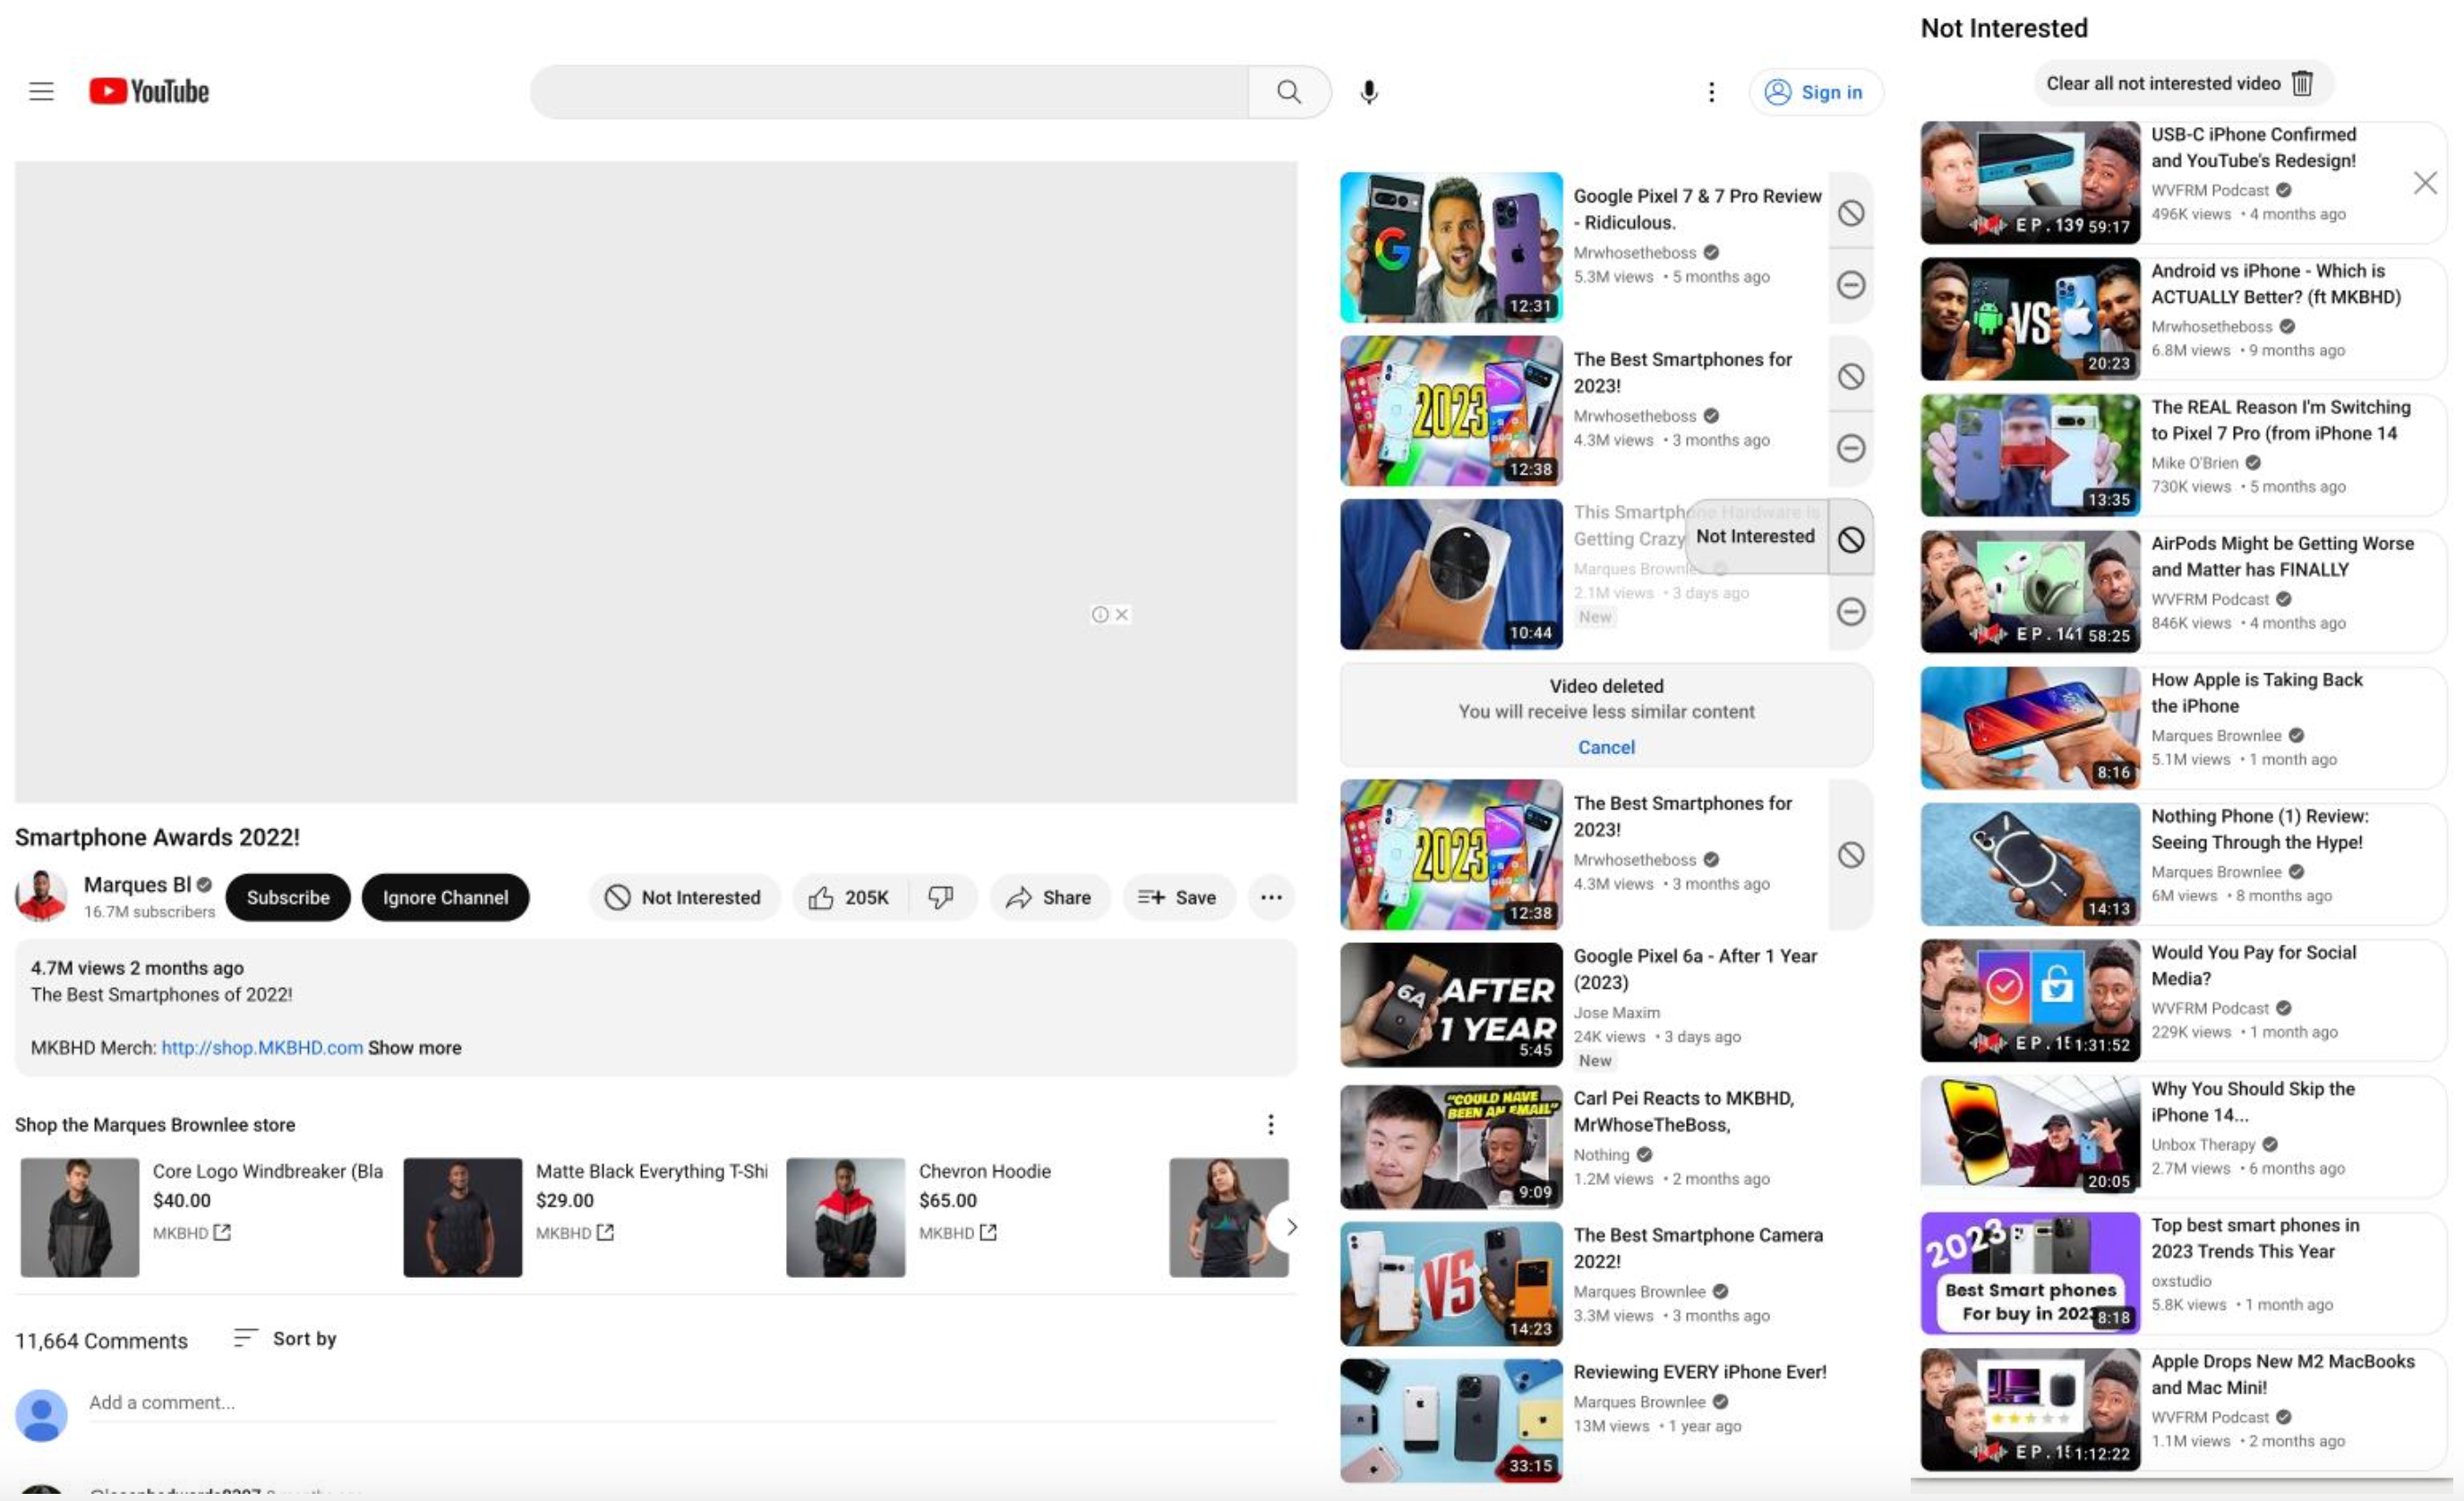 Not Interested
Clear all not interested video
YouTube
Sign in
Smartphone Awards 2022!
Marques Bl
16.7M subscribers
Subscribe
Ignore Channel
Not Interested
205K
Share
Save
4.7M views 2 months ago
The Best Smartphones of 2022!
MKBHD Merch: http://shop.MKBHD.com Show more
Shop the Marques Brownlee store
Core Logo Windbreaker (Bla
$40.00
MKBHD
Matte Black Everything T-Shi
$29.00
MKBHD
Chevron Hoodie
$65.00
MKBHD
11,664 Comments
Sort by
Add a comment...
12:31
Google Pixel 7 & 7 Pro Review
- Ridiculous.
Mrwhosetheboss
5.3M views • 5 months ago
2023
12:38
The Best Smartphones for
2023!
Mrwhosetheboss
4.3M views • 3 months ago
10:44
This Smartphone Hardware is
Getting Crazy
Not Interested
Marques Brownle
2.1M views • 3 days ago
New
Video deleted
You will receive less similar content
Cancel
2023
12:38
The Best Smartphones for
2023!
Mrwhosetheboss
4.3M views • 3 months ago
6A AFTER
1 YEAR
5:45
Google Pixel 6a - After 1 Year
(2023)
Jose Maxim
24K views • 3 days ago
New
"COULD HAVE
BEEN AN EMAIL"
9:09
Carl Pei Reacts to MKBHD,
MrWhoseTheBoss,
Nothing
1.2M views • 2 months ago
VS
14:23
The Best Smartphone Camera
2022!
Marques Brownlee
3.3M views • 3 months ago
33:15
Reviewing EVERY iPhone Ever!
Marques Brownlee
13M views • 1 year ago
EP.139 59:17
USB-C iPhone Confirmed
and YouTube's Redesign!
WVFRM Podcast
496K views • 4 months ago
VS
20:23
Android vs iPhone - Which is
ACTUALLY Better? (ft MKBHD)
Mrwhosetheboss
6.8M views • 9 months ago
13:35
The REAL Reason I'm Switching
to Pixel 7 Pro (from iPhone 14
Mike O'Brien
730K views • 5 months ago
EP.141 58:25
AirPods Might be Getting Worse
and Matter has FINALLY
WVFRM Podcast
846K views • 4 months ago
8:16
How Apple is Taking Back
the iPhone
Marques Brownlee
5.1M views • 1 month ago
14:13
Nothing Phone (1) Review:
Seeing Through the Hype!
Marques Brownlee
6M views • 8 months ago
EP.15 1:31:52
Would You Pay for Social
Media?
WVFRM Podcast
229K views • 1 month ago
20:05
Why You Should Skip the
iPhone 14...
Unbox Therapy
2.7M views • 6 months ago
2023
Best Smart phones
For buy in 2023
8:18
Top best smart phones in
2023 Trends This Year
oxstudio
5.8K views • 1 month ago
EP.15 1:12:22
Apple Drops New M2 MacBooks
and Mac Mini!
WVFRM Podcast
1.1M views • 2 months ago